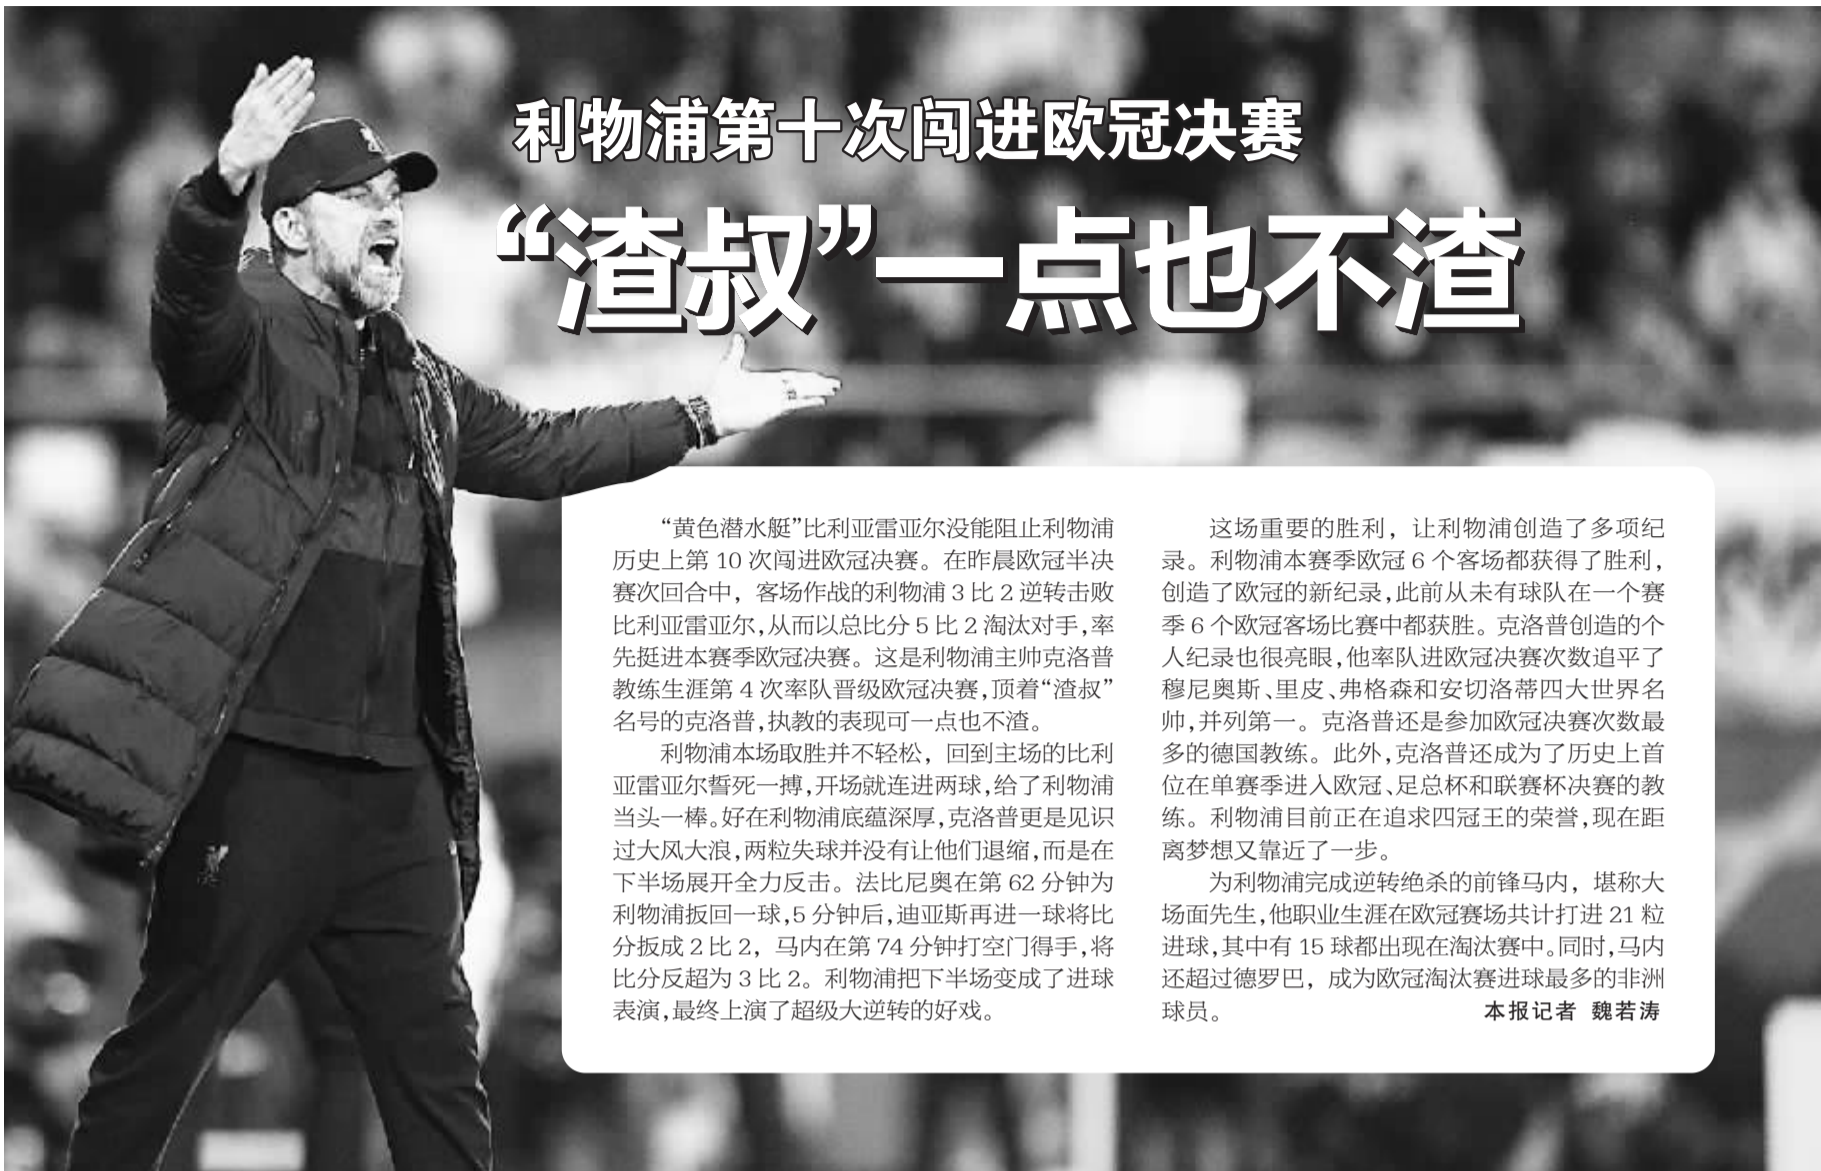 利物浦第十次闯进欧冠决赛
“渣叔”一点也不渣
“黄色潜水艇”比利亚雷亚尔没能阻止利物浦
历史上第 10 次闯进欧冠决赛。在昨晨欧冠半决
赛次回合中，客场作战的利物浦 3 比 2 逆转击败
比利亚雷亚尔，从而以总比分 5 比 2 淘汰对手，率
先挺进本赛季欧冠决赛。这是利物浦主帅克洛普
教练生涯第 4 次率队晋级欧冠决赛，顶着“渣叔”
名号的克洛普，执教的表现可一点也不渣。
利物浦本场取胜并不轻松，回到主场的比利
亚雷亚尔誓死一搏，开场就连进两球，给了利物浦
当头一棒。好在利物浦底蕴深厚，克洛普更是见识
过大风大浪，两粒失球并没有让他们退缩，而是在
下半场展开全力反击。法比尼奥在第 62 分钟为
利物浦扳回一球，5 分钟后，迪亚斯再进一球将比
分扳成 2 比 2，马内在第 74 分钟打空门得手，将
比分反超为 3 比 2。利物浦把下半场变成了进球
表演，最终上演了超级大逆转的好戏。
这场重要的胜利，让利物浦创造了多项纪
录。利物浦本赛季欧冠 6 个客场都获得了胜利，
创造了欧冠的新纪录，此前从未有球队在一个赛
季 6 个欧冠客场比赛中都获胜。克洛普创造的个
人纪录也很亮眼，他率队进欧冠决赛次数追平了
穆尼奥斯、里皮、弗格森和安切洛蒂四大世界名
帅，并列第一。克洛普还是参加欧冠决赛次数最
多的德国教练。此外，克洛普还成为了历史上首
位在单赛季进入欧冠、足总杯和联赛杯决赛的教
练。利物浦目前正在追求四冠王的荣誉，现在距
离梦想又靠近了一步。
为利物浦完成逆转绝杀的前锋马内，堪称大
场面先生，他职业生涯在欧冠赛场共计打进 21 粒
进球，其中有 15 球都出现在淘汰赛中。同时，马内
还超过德罗巴，成为欧冠淘汰赛进球最多的非洲
球员。 本报记者 魏若涛